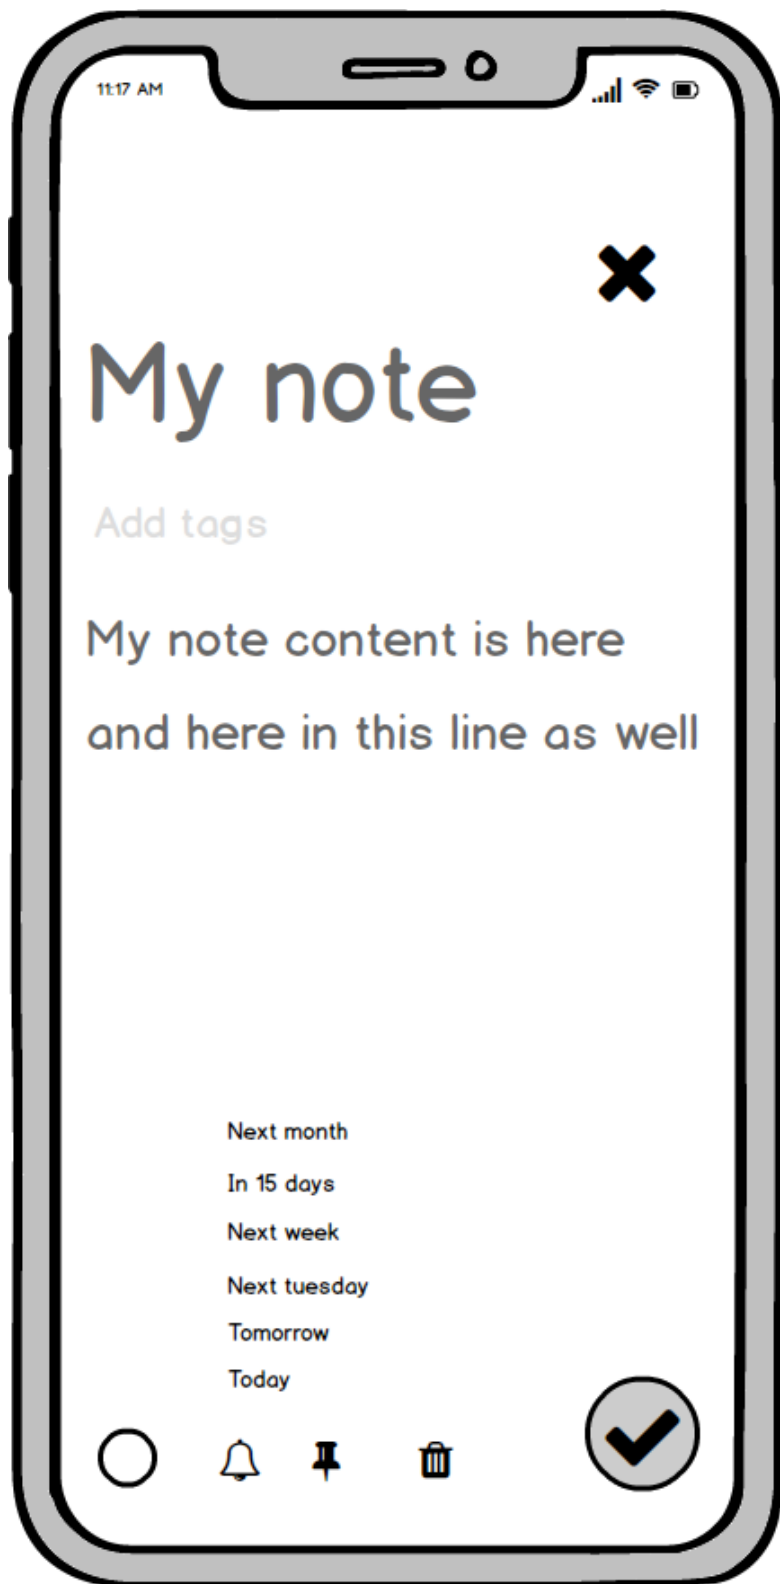 11:17 AM
My note
Add tags
My note content is here
and here in this line as well
Next month
In 15 days
Next week
Next tuesday
Tomorrow
Today